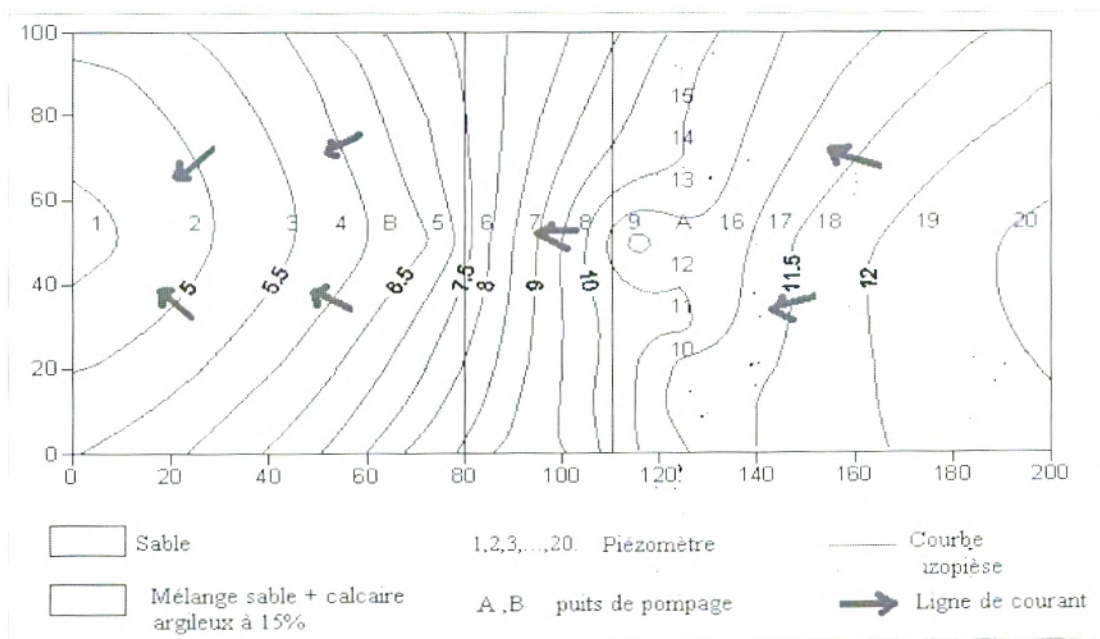 100
80
60
40
20
0
15
14
13
1 2 3 4 B 5 6 7 8 9 A 16 17 18 19 20
12
11
10
5 5.5 6.5 7.5 8 9 10 11.5 12
0 20 40 60 80 100 120 140 160 180 200
Sable
1,2,3,...,20. Piézomètre
Courbe
izopièse
Mélange sable + calcaire
argileux à 15%
A ,B puits de pompage
Ligne de courant